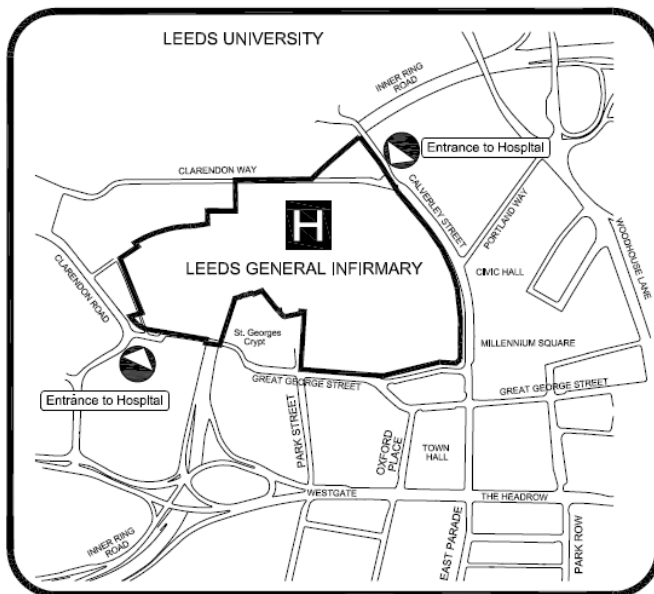 LEEDS UNIVERSITY
INNER RING
ROAD
Entrance to Hospital
CLARENDON WAY
CALVERLEY STREET
PORTLAND WAY
WOODHOUSE LANE
H
LEEDS GENERAL INFIRMARY
CIVIC HALL
CLARENDON ROAD
St. Georges
Crypt
MILLENNIUM SQUARE
GREAT GEORGE STREET
GREAT GEORGE STREET
Entrance to Hospital
PARK STREET
OXFORD
PLACE
TOWN
HALL
WESTGATE
THE HEADROW
INNER RING
ROAD
EAST PARADE
PARK ROW